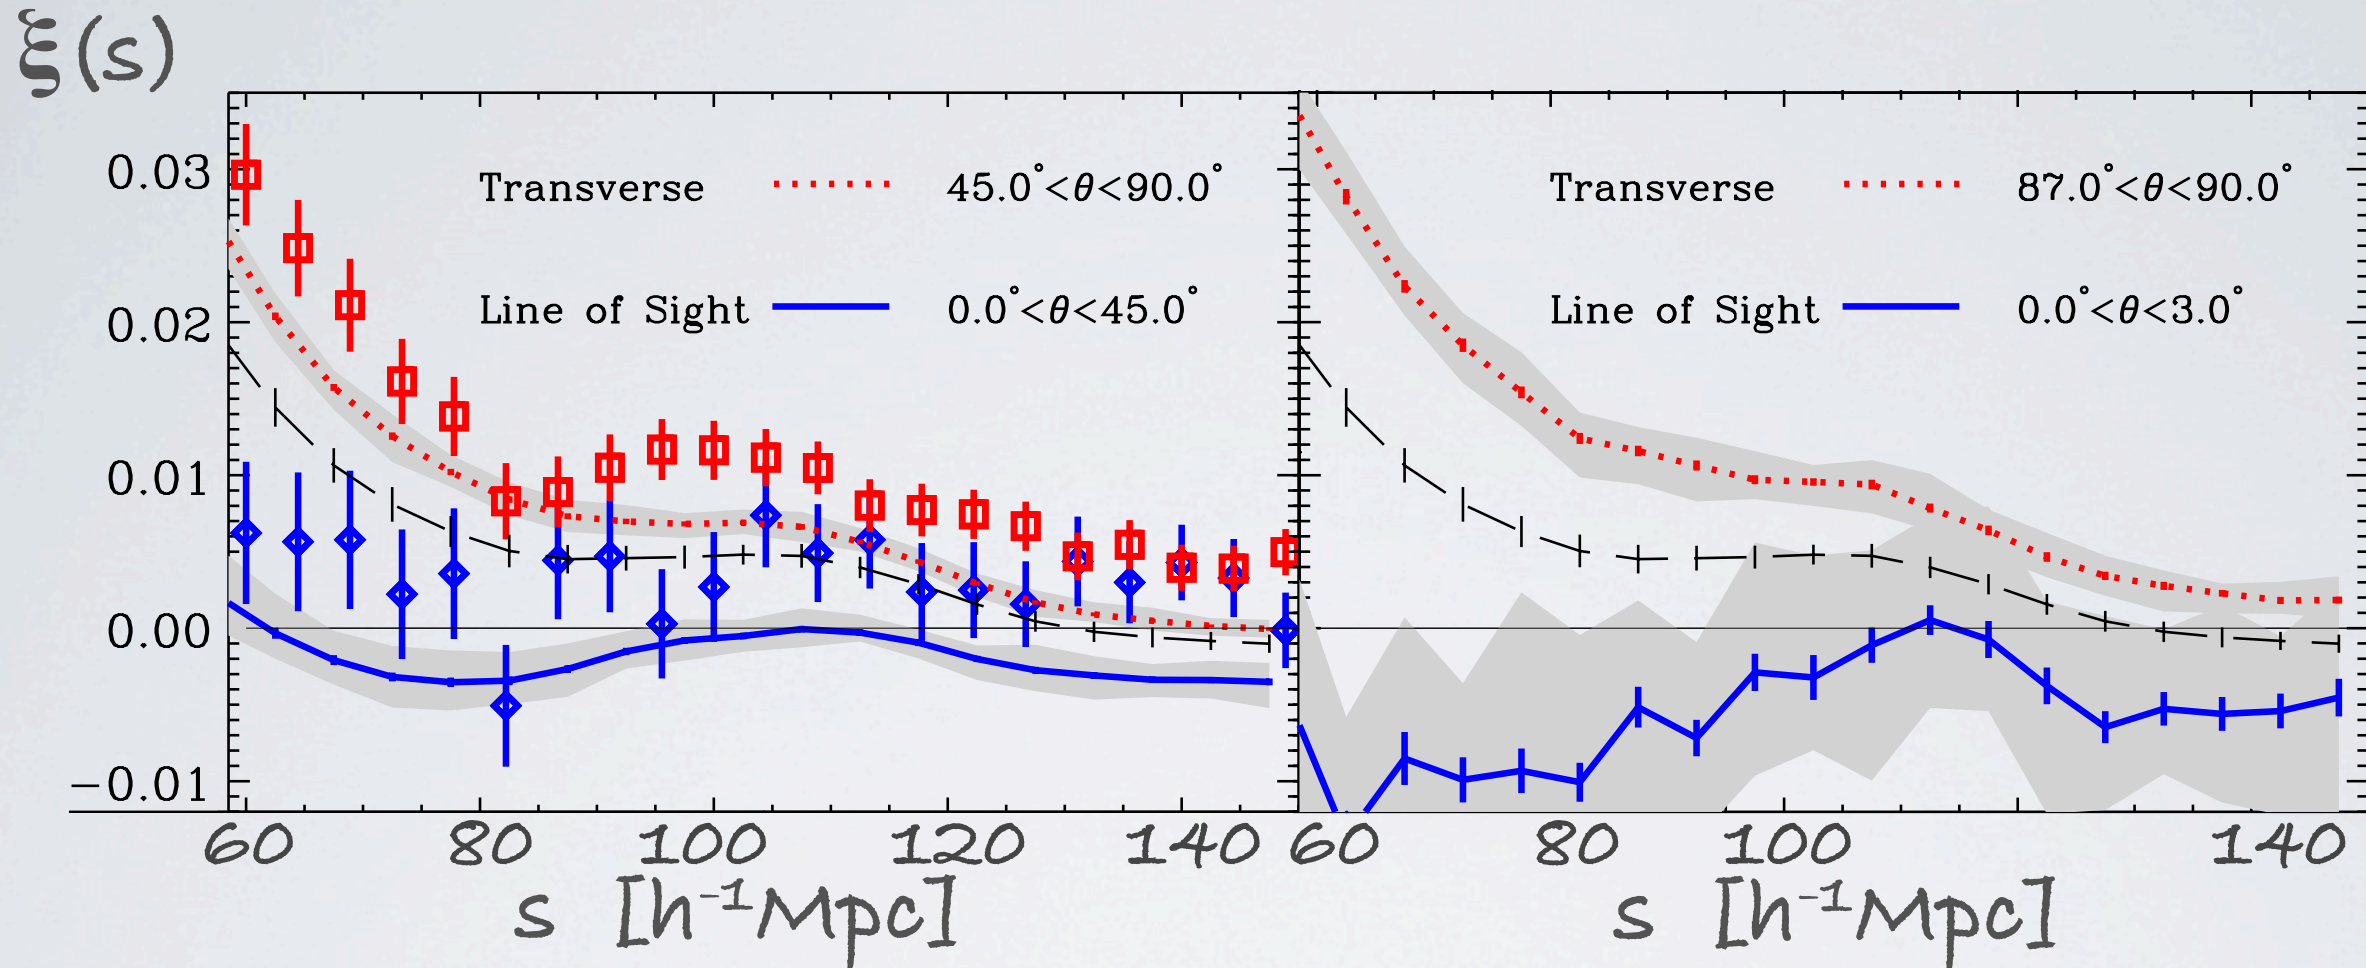 ξ(s)
0.03
0.02
0.01
0.00
−0.01
Transverse 45.0°<θ<90.0°
Line of Sight 0.0°<θ<45.0°
Transverse 87.0°<θ<90.0°
Line of Sight 0.0°<θ<3.0°
60 80 100 120 140 60 80 100 140
s [h⁻¹Mpc] s [h⁻¹Mpc]